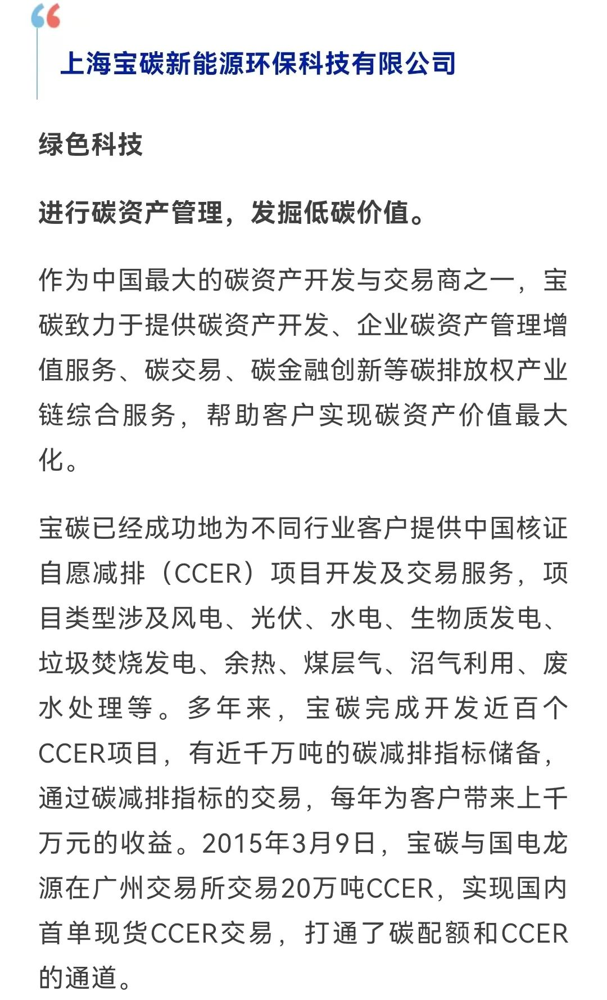 上海宝碳新能源环保科技有限公司
绿色科技
进行碳资产管理，发掘低碳价值。
作为中国最大的碳资产开发与交易商之一，宝
碳致力于提供碳资产开发、企业碳资产管理增
值服务、碳交易、碳金融创新等碳排放权产业
链综合服务，帮助客户实现碳资产价值最大
化。
宝碳已经成功地为不同行业客户提供中国核证
自愿减排（CCER）项目开发及交易服务，项
目类型涉及风电、光伏、水电、生物质发电、
垃圾焚烧发电、余热、煤层气、沼气利用、废
水处理等。多年来，宝碳完成开发近百个
CCER项目，有近千万吨的碳减排指标储备，
通过碳减排指标的交易，每年为客户带来上千
万元的收益。2015年3月9日，宝碳与国电龙
源在广州交易所交易20万吨CCER，实现国内
首单现货CCER交易，打通了碳配额和CCER
的通道。